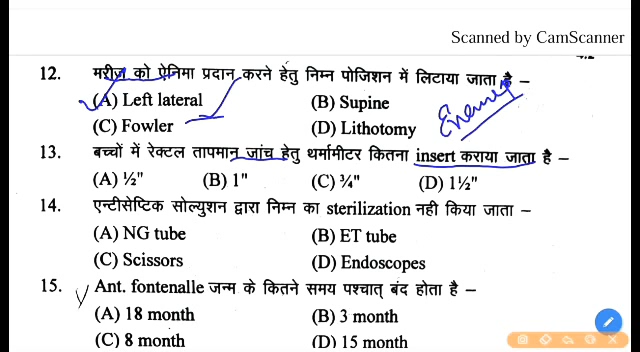 Scanned by CamScanner
12. मरीज को ऐनिमा प्रदान करने हेतु निम्न पोजिशन में लिटाया जाता है –
(A) Left lateral (B) Supine
(C) Fowler (D) Lithotomy
Enema
13. बच्चों में रेक्टल तापमान जांच हेतु थर्मामीटर कितना insert कराया जाता है –
(A) ½" (B) 1" (C) ¾" (D) 1½"
14. एन्टीसेप्टिक सोल्युशन द्वारा निम्न का sterilization नही किया जाता –
(A) NG tube (B) ET tube
(C) Scissors (D) Endoscopes
15. Ant. fontenalle जन्म के कितने समय पश्चात् बंद होता है –
(A) 18 month (B) 3 month
(C) 8 month (D) 15 month